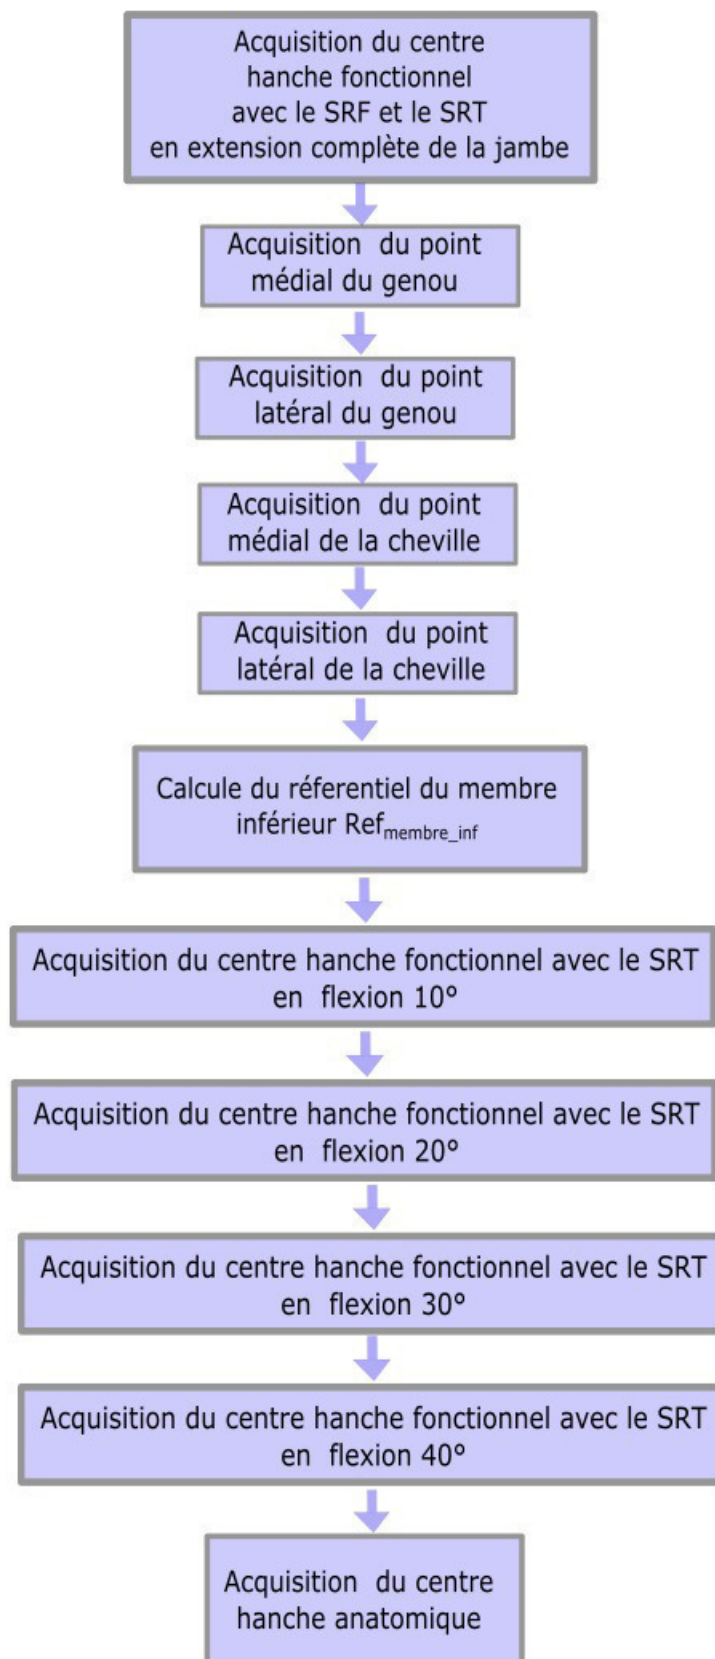 Acquisition du centre
hanche fonctionnel
avec le SRF et le SRT
en extension complète de la jambe
Acquisition du point
médial du genou
Acquisition du point
latéral du genou
Acquisition du point
médial de la cheville
Acquisition du point
latéral de la cheville
Calcule du réferentiel du membre
inférieur Ref_membre_inf
Acquisition du centre hanche fonctionnel avec le SRT
en flexion 10°
Acquisition du centre hanche fonctionnel avec le SRT
en flexion 20°
Acquisition du centre hanche fonctionnel avec le SRT
en flexion 30°
Acquisition du centre hanche fonctionnel avec le SRT
en flexion 40°
Acquisition du centre
hanche anatomique